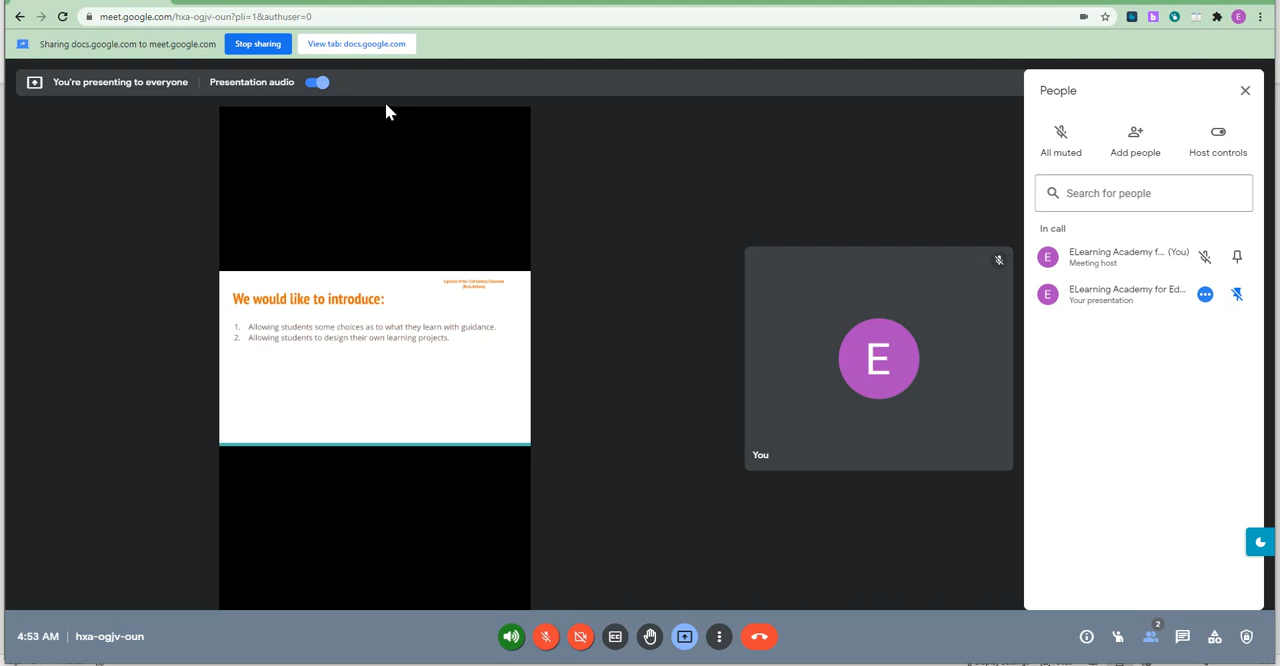 meet.google.com/hxa-ogjv-oun?pli=1&authuser=0
E
Sharing docs.google.com to meet.google.com
Stop sharing
View tab: docs.google.com
You're presenting to everyone
Presentation audio
We would like to introduce:
1. Allowing students some choices as to what they learn with guidance.
2. Allowing students to design their own learning projects.
E
You
People
All muted
Add people
Host controls
Search for people
In call
E
ELearning Academy f... (You)
Meeting host
E
ELearning Academy for Ed...
Your presentation
4:53 AM | hxa-ogjv-oun
2